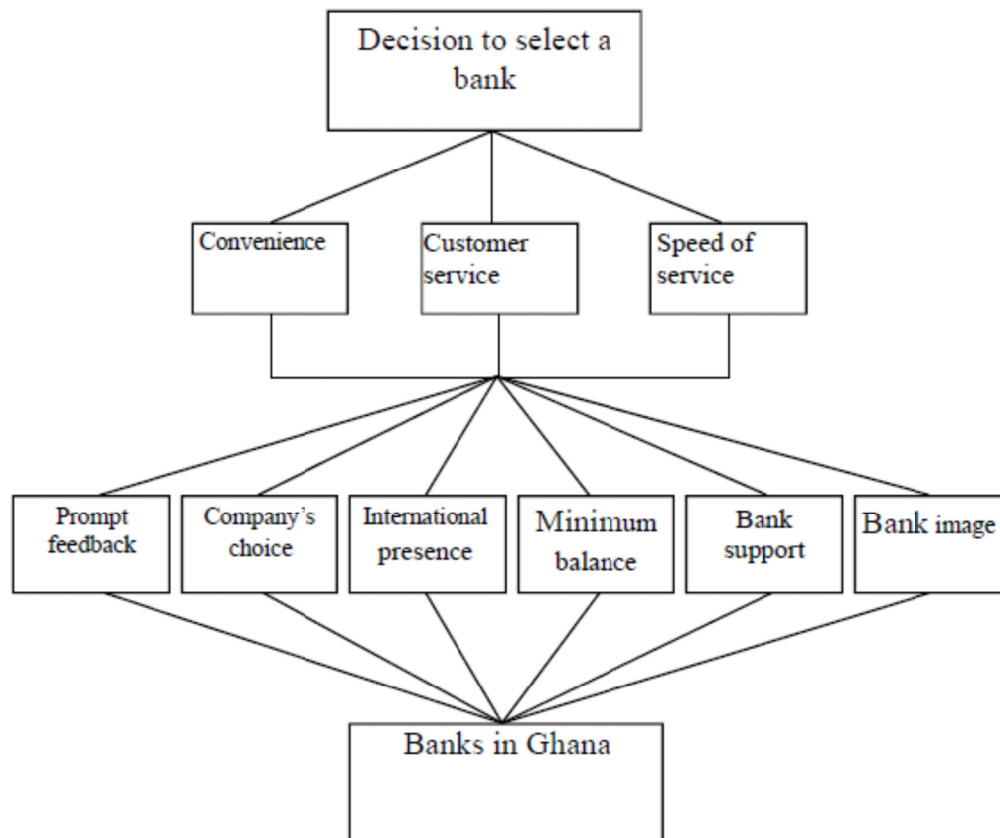 Decision to select a
bank
Convenience
Customer
service
Speed of
service
Prompt
feedback
Company’s
choice
International
presence
Minimum
balance
Bank
support
Bank image
Banks in Ghana